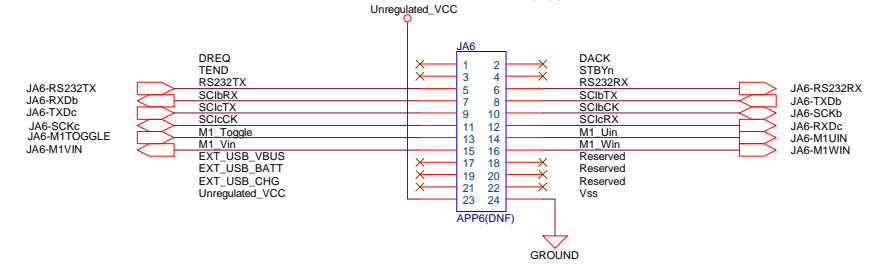 Unregulated_VCC
JA6
DREQ 1 2 DACK
TEND 3 4 STBYn
JA6-RS232TX RS232TX 5 6 RS232RX JA6-RS232RX
JA6-RXDb SCIbRX 7 8 SCIbTX JA6-TXDb
JA6-TXDc SCIcTX 9 10 SCIbCK JA6-SCKb
JA6-SCKc SCIcCK 11 12 SCIcRX JA6-RXDc
JA6-M1TOGGLE M1_Toggle 13 14 M1_Uin JA6-M1UIN
JA6-M1VIN M1_Vin 15 16 M1_Win JA6-M1WIN
EXT_USB_VBUS 17 18 Reserved
EXT_USB_BATT 19 20 Reserved
EXT_USB_CHG 21 22 Reserved
Unregulated_VCC 23 24 Vss
APP6(DNF)
GROUND